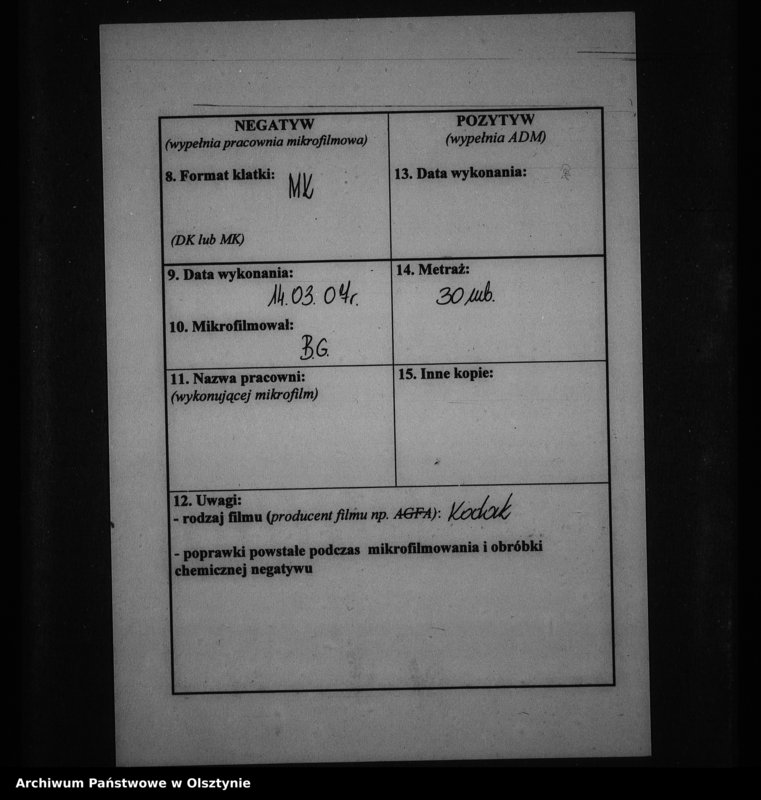 NEGATYW
(wypełnia pracownia mikrofilmowa)
8. Format klatki: MK
(DK lub MK)
9. Data wykonania:
14.03.07r.
10. Mikrofilmował:
B.G.
11. Nazwa pracowni:
(wykonującej mikrofilm)
POZYTYW
(wypełnia ADM)
13. Data wykonania:
14. Metraż:
30 mb.
15. Inne kopie:
12. Uwagi:
- rodzaj filmu (producent filmu np. AGFA): Kodak
- poprawki powstałe podczas mikrofilmowania i obróbki
chemicznej negatywu
Archiwum Państwowe w Olsztynie